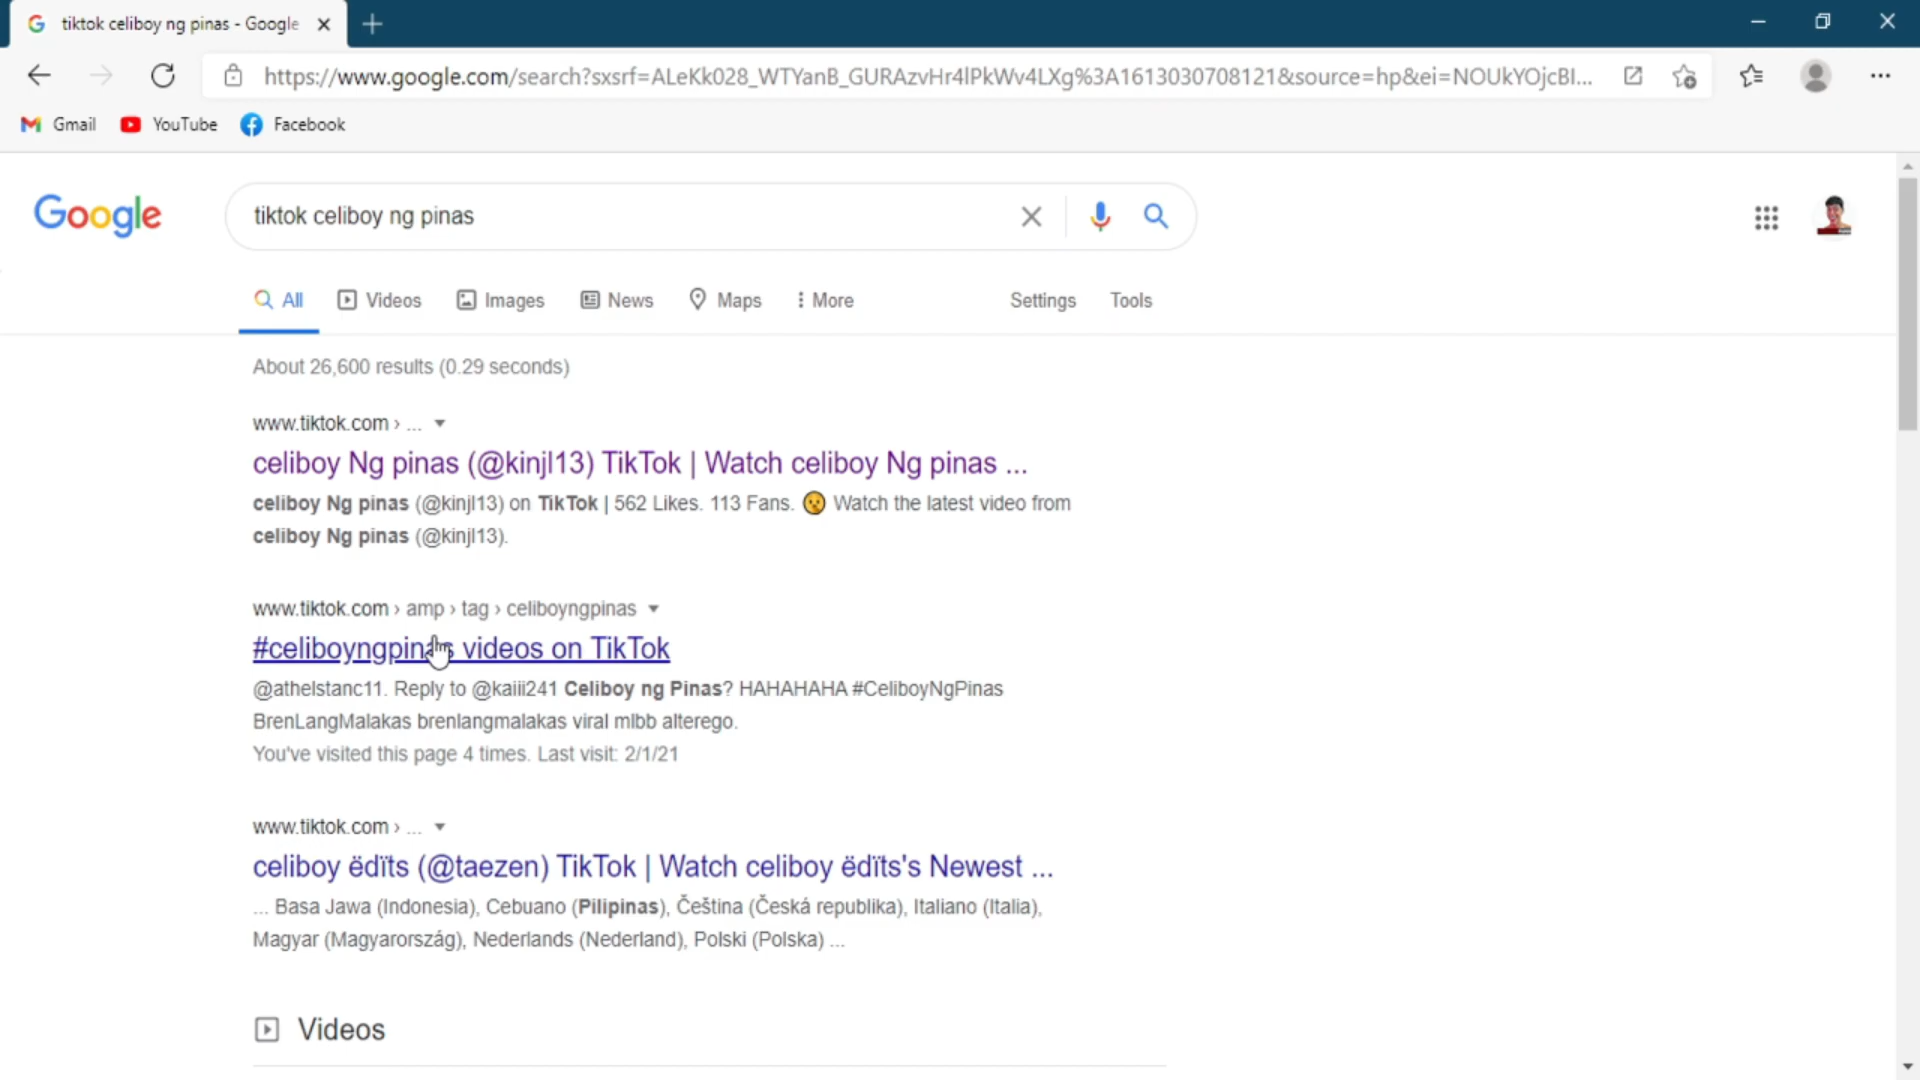 tiktok celiboy ng pinas - Google
https://www.google.com/search?sxsrf=ALeKk028_WTYanB_GURAzvHr4lPkWv4LXg%3A1613030708121&source=hp&ei=NOUkYOjcBI...
Gmail YouTube Facebook
Google tiktok celiboy ng pinas
All Videos Images News Maps More Settings Tools
About 26,600 results (0.29 seconds)
www.tiktok.com › ...
celiboy Ng pinas (@kinjl13) TikTok | Watch celiboy Ng pinas ...
celiboy Ng pinas (@kinjl13) on TikTok | 562 Likes. 113 Fans. Watch the latest video from
celiboy Ng pinas (@kinjl13).
www.tiktok.com › amp › tag › celiboyngpinas
#celiboyngpinas videos on TikTok
@athelstanc11. Reply to @kaiii241 Celiboy ng Pinas? HAHAHAHA #CeliboyNgPinas
BrenLangMalakas brenlangmalakas viral mlbb alterego.
You've visited this page 4 times. Last visit: 2/1/21
www.tiktok.com › ...
celiboy ëdïts (@taezen) TikTok | Watch celiboy ëdïts's Newest ...
... Basa Jawa (Indonesia), Cebuano (Pilipinas), Čeština (Česká republika), Italiano (Italia),
Magyar (Magyarország), Nederlands (Nederland), Polski (Polska) ...
Videos